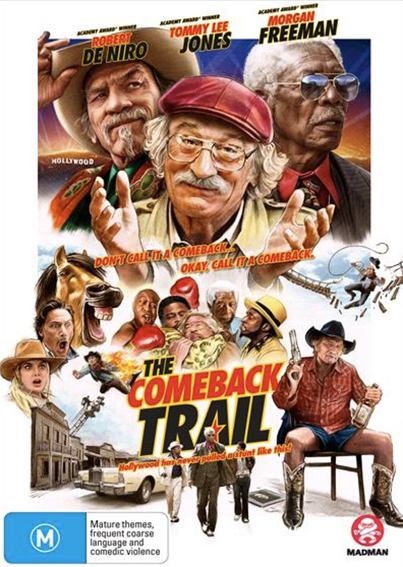 ACADEMY AWARD® WINNER
ROBERT
DE NIRO
ACADEMY AWARD® WINNER
TOMMY LEE
JONES
ACADEMY AWARD® WINNER
MORGAN
FREEMAN
HOLLYWOOD
DON'T CALL IT A COMEBACK...
OKAY, CALL IT A COMEBACK.
THE
COMEBACK
TRAIL
Hollywood has never pulled a stunt like this!
M
Mature themes,
frequent coarse
language and
comedic violence
MADMAN